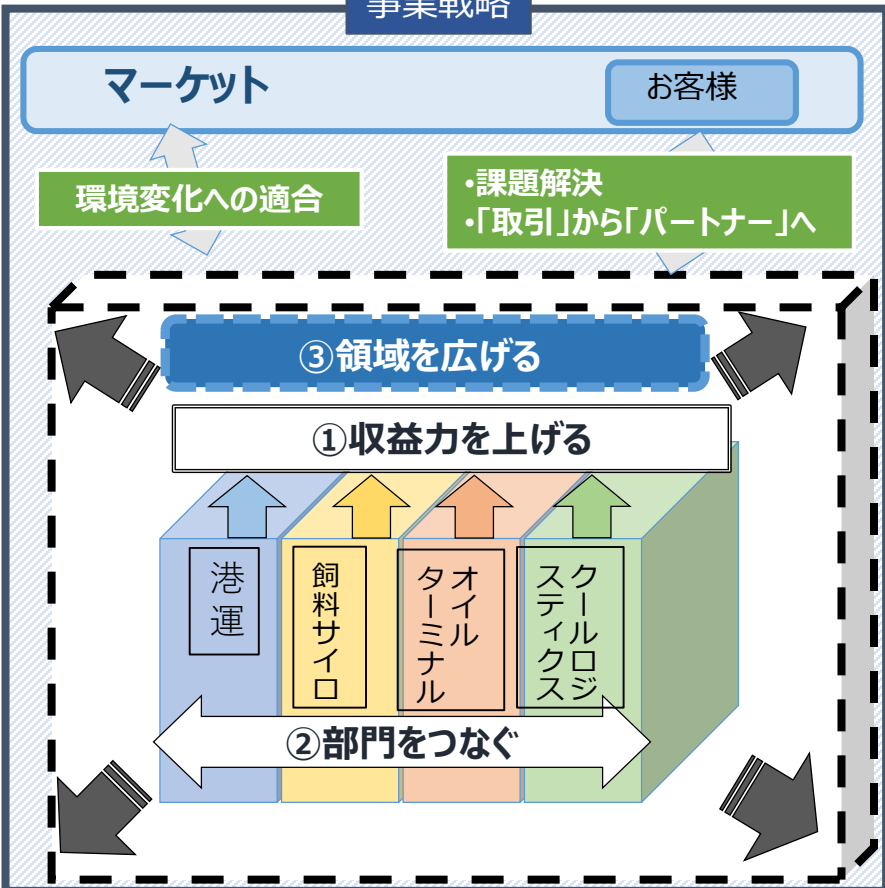 事業戦略
マーケット
お客様
環境変化への適合
・課題解決
・「取引」から「パートナー」へ
③領域を広げる
①収益力を上げる
港運
飼料サイロ
オイル
ターミナル
クールロジ
スティクス
②部門をつなぐ